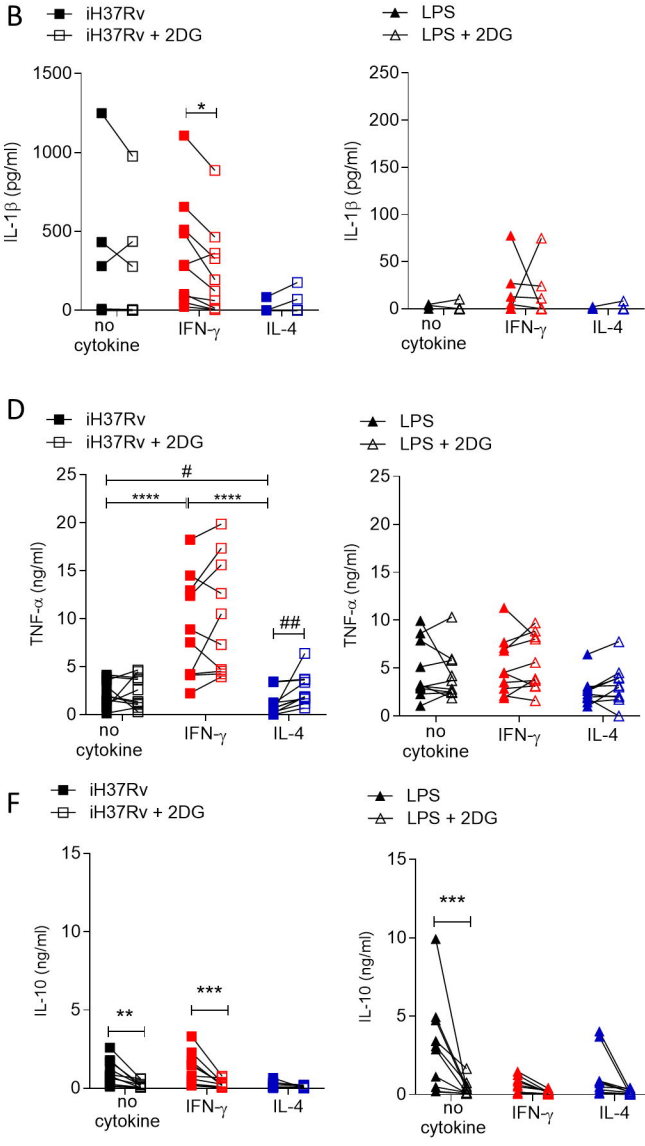 B
iH37Rv
iH37Rv + 2DG
LPS
LPS + 2DG
IL-1β (pg/ml)
1500
1000
500
0
*
no
cytokine
IFN-γ
IL-4
IL-1β (pg/ml)
250
200
150
100
50
0
no
cytokine
IFN-γ
IL-4
D
iH37Rv
iH37Rv + 2DG
LPS
LPS + 2DG
TNF-α (ng/ml)
25
20
15
10
5
0
#
**** ****
##
no
cytokine
IFN-γ
IL-4
TNF-α (ng/ml)
25
20
15
10
5
0
no
cytokine
IFN-γ
IL-4
F
iH37Rv
iH37Rv + 2DG
LPS
LPS + 2DG
IL-10 (ng/ml)
15
10
5
0
** ***
no
cytokine
IFN-γ
IL-4
IL-10 (ng/ml)
15
10
5
0
***
no
cytokine
IFN-γ
IL-4